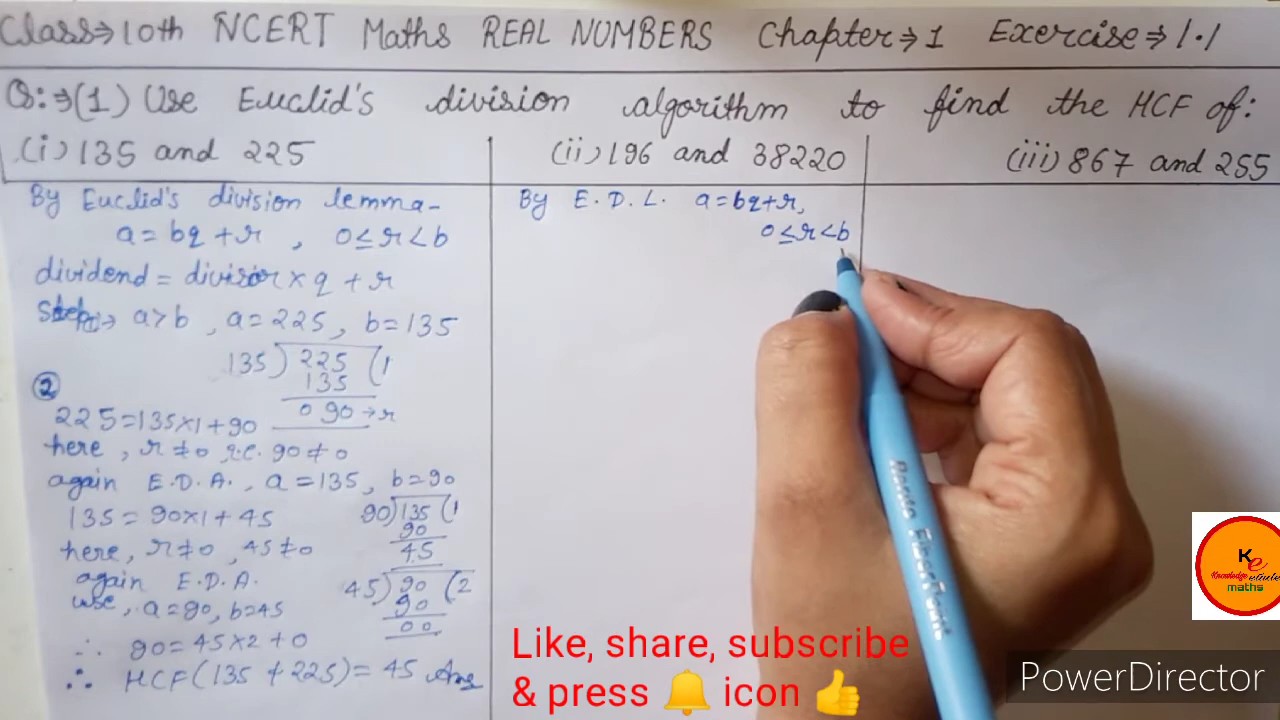 Class⇒10th NCERT Maths REAL NUMBERS Chapter⇒1 Exercise⇒1.1
Q:⇒(1) Use Euclid's division algorithm to find the HCF of:
(i) 135 and 225
(ii) 196 and 38220
(iii) 867 and 255
By Euclid's division lemma-
a = bq + r , 0≤r<b
dividend = divisor × q + r
Step ⇒ a>b , a=225, b=135
135) 225 (1
135
0 90 → r
②
225=135×1+90
here, r≠0 i.e. 90≠0
again E.D.A., a=135, b=90
135 = 90×1 + 45
90)135(1
90
45
here, r≠0, 45≠0
again E.D.A.
use, a=90, b=45
45) 90 (2
90
00
∴ 90=45×2+0
∴ HCF(135 + 225)= 45 Ans
By E.D.L. a=bq+r,
0≤r<b
Ke
Knowledge
maths
Like, share, subscribe
& press 🔔 icon 👍
PowerDirector